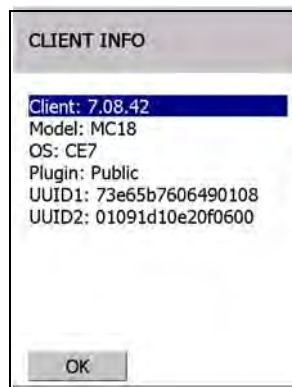 CLIENT INFO
Client: 7.08.42
Model: MC18
OS: CE7
Plugin: Public
UUID1: 73e65b7606490108
UUID2: 01091d10e20f0600
OK